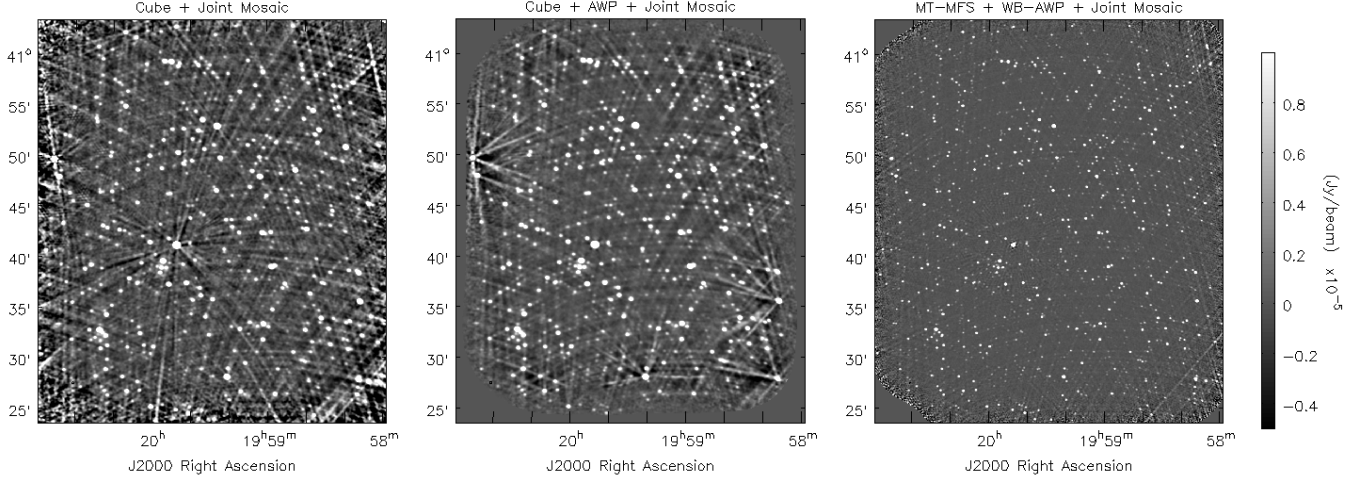 Cube + Joint Mosaic
Cube + AWP + Joint Mosaic
MT-MFS + WB-AWP + Joint Mosaic
41°
55'
50'
45'
40'
35'
30'
25'
20ʰ
19ʰ59ᵐ
58ᵐ
J2000 Right Ascension
41°
55'
50'
45'
40'
35'
30'
25'
20ʰ
19ʰ59ᵐ
58ᵐ
J2000 Right Ascension
41°
55'
50'
45'
40'
35'
30'
25'
20ʰ
19ʰ59ᵐ
58ᵐ
J2000 Right Ascension
0.8
0.6
0.4
0.2
0
−0.2
−0.4
(Jy/beam) x10⁻⁵